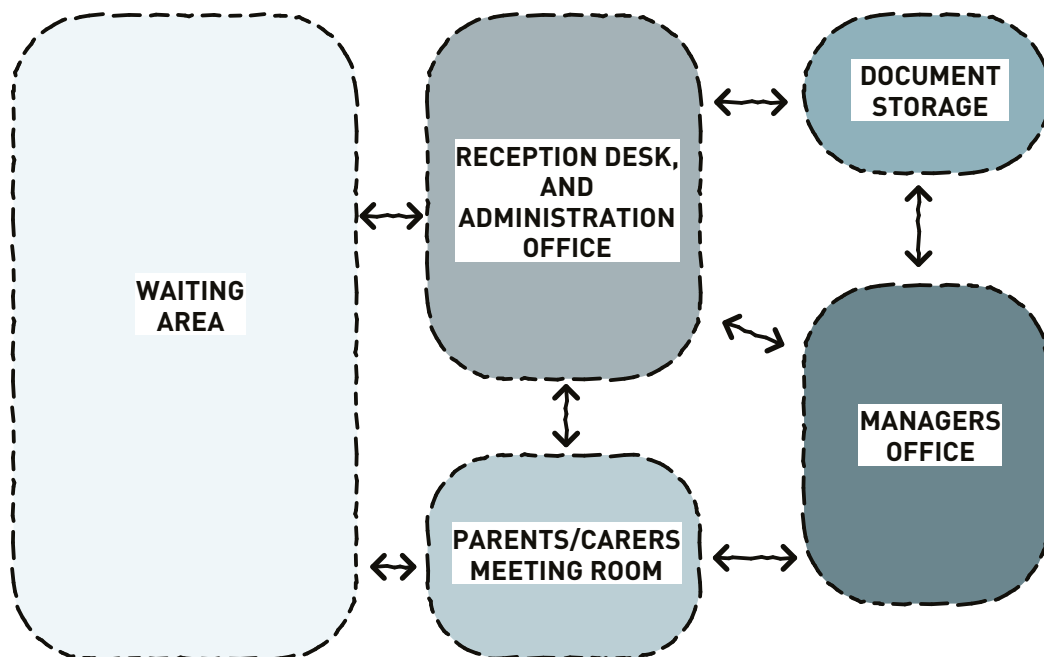 WAITING
AREA
RECEPTION DESK,
AND
ADMINISTRATION
OFFICE
DOCUMENT
STORAGE
MANAGERS
OFFICE
PARENTS/CARERS
MEETING ROOM